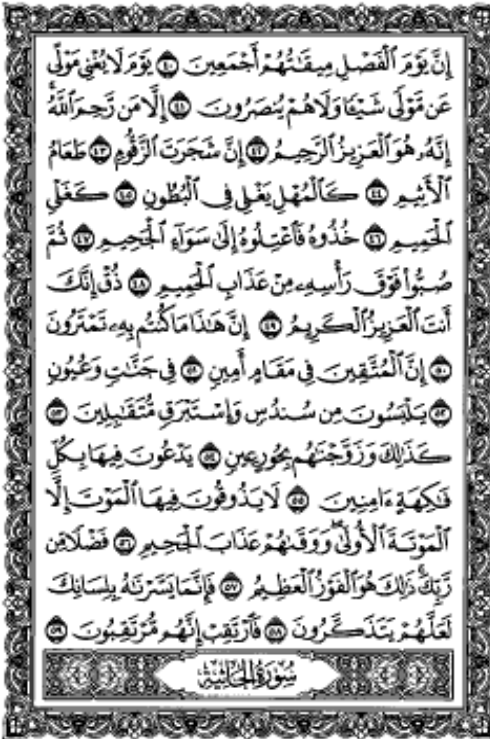 إِنَّ يَوْمَ ٱلْفَصْلِ مِيقَٰتُهُمْ أَجْمَعِينَ ٤٠ يَوْمَ لَا يُغْنِى مَوْلًى
عَن مَّوْلًى شَيْـًٔا وَلَا هُمْ يُنصَرُونَ ٤١ إِلَّا مَن رَّحِمَ ٱللَّهُ
إِنَّهُۥ هُوَ ٱلْعَزِيزُ ٱلرَّحِيمُ ٤٢ إِنَّ شَجَرَتَ ٱلزَّقُّومِ ٤٣ طَعَامُ
ٱلْأَثِيمِ ٤٤ كَٱلْمُهْلِ يَغْلِى فِى ٱلْبُطُونِ ٤٥ كَغَلْىِ
ٱلْحَمِيمِ ٤٦ خُذُوهُ فَٱعْتِلُوهُ إِلَىٰ سَوَآءِ ٱلْجَحِيمِ ٤٧ ثُمَّ
صُبُّوا۟ فَوْقَ رَأْسِهِۦ مِنْ عَذَابِ ٱلْحَمِيمِ ٤٨ ذُقْ إِنَّكَ
أَنتَ ٱلْعَزِيزُ ٱلْكَرِيمُ ٤٩ إِنَّ هَٰذَا مَا كُنتُم بِهِۦ تَمْتَرُونَ
٥٠ إِنَّ ٱلْمُتَّقِينَ فِى مَقَامٍ أَمِينٍ ٥١ فِى جَنَّٰتٍ وَعُيُونٍ
٥٢ يَلْبَسُونَ مِن سُندُسٍ وَإِسْتَبْرَقٍ مُّتَقَٰبِلِينَ ٥٣
كَذَٰلِكَ وَزَوَّجْنَٰهُم بِحُورٍ عِينٍ ٥٤ يَدْعُونَ فِيهَا بِكُلِّ
فَٰكِهَةٍ ءَامِنِينَ ٥٥ لَا يَذُوقُونَ فِيهَا ٱلْمَوْتَ إِلَّا
ٱلْمَوْتَةَ ٱلْأُولَىٰ وَوَقَىٰهُمْ عَذَابَ ٱلْجَحِيمِ ٥٦ فَضْلًا مِّن
رَّبِّكَ ذَٰلِكَ هُوَ ٱلْفَوْزُ ٱلْعَظِيمُ ٥٧ فَإِنَّمَا يَسَّرْنَٰهُ بِلِسَانِكَ
لَعَلَّهُمْ يَتَذَكَّرُونَ ٥٨ فَٱرْتَقِبْ إِنَّهُم مُّرْتَقِبُونَ ٥٩
سُورَةُ الجَاثِيَةِ